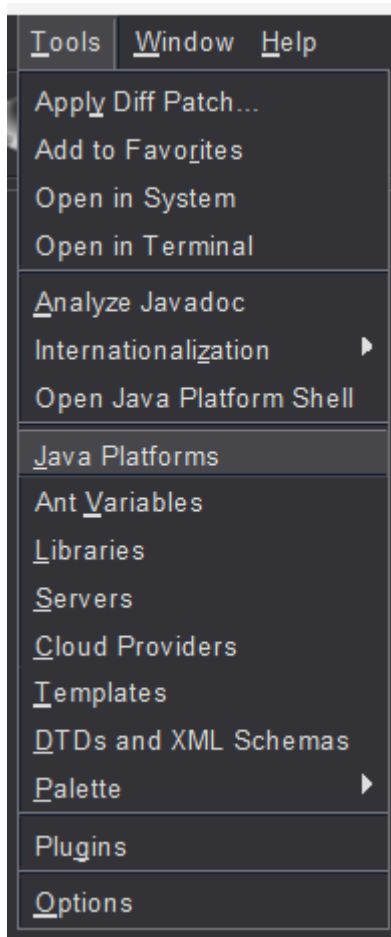 Tools Window Help
Apply Diff Patch...
Add to Favorites
Open in System
Open in Terminal
Analyze Javadoc
Internationalization
Open Java Platform Shell
Java Platforms
Ant Variables
Libraries
Servers
Cloud Providers
Templates
DTDs and XML Schemas
Palette
Plugins
Options